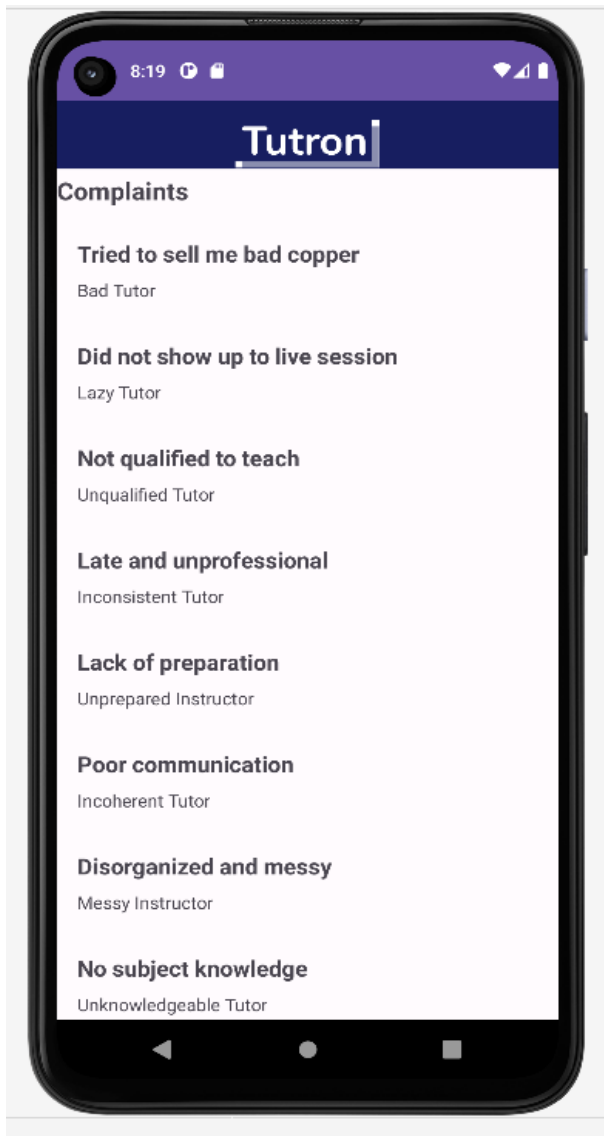 8:19
Tutron
Complaints
Tried to sell me bad copper
Bad Tutor
Did not show up to live session
Lazy Tutor
Not qualified to teach
Unqualified Tutor
Late and unprofessional
Inconsistent Tutor
Lack of preparation
Unprepared Instructor
Poor communication
Incoherent Tutor
Disorganized and messy
Messy Instructor
No subject knowledge
Unknowledgeable Tutor